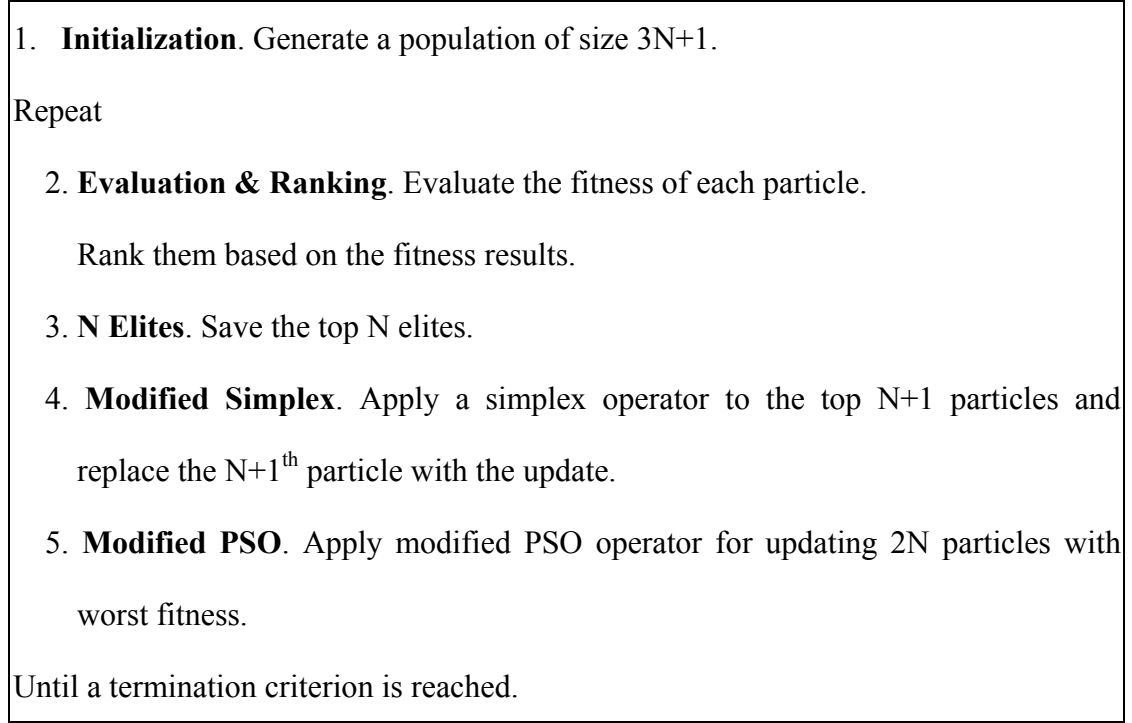 1. Initialization. Generate a population of size 3N+1.
Repeat
2. Evaluation & Ranking. Evaluate the fitness of each particle.
Rank them based on the fitness results.
3. N Elites. Save the top N elites.
4. Modified Simplex. Apply a simplex operator to the top N+1 particles and
replace the N+1th particle with the update.
5. Modified PSO. Apply modified PSO operator for updating 2N particles with
worst fitness.
Until a termination criterion is reached.